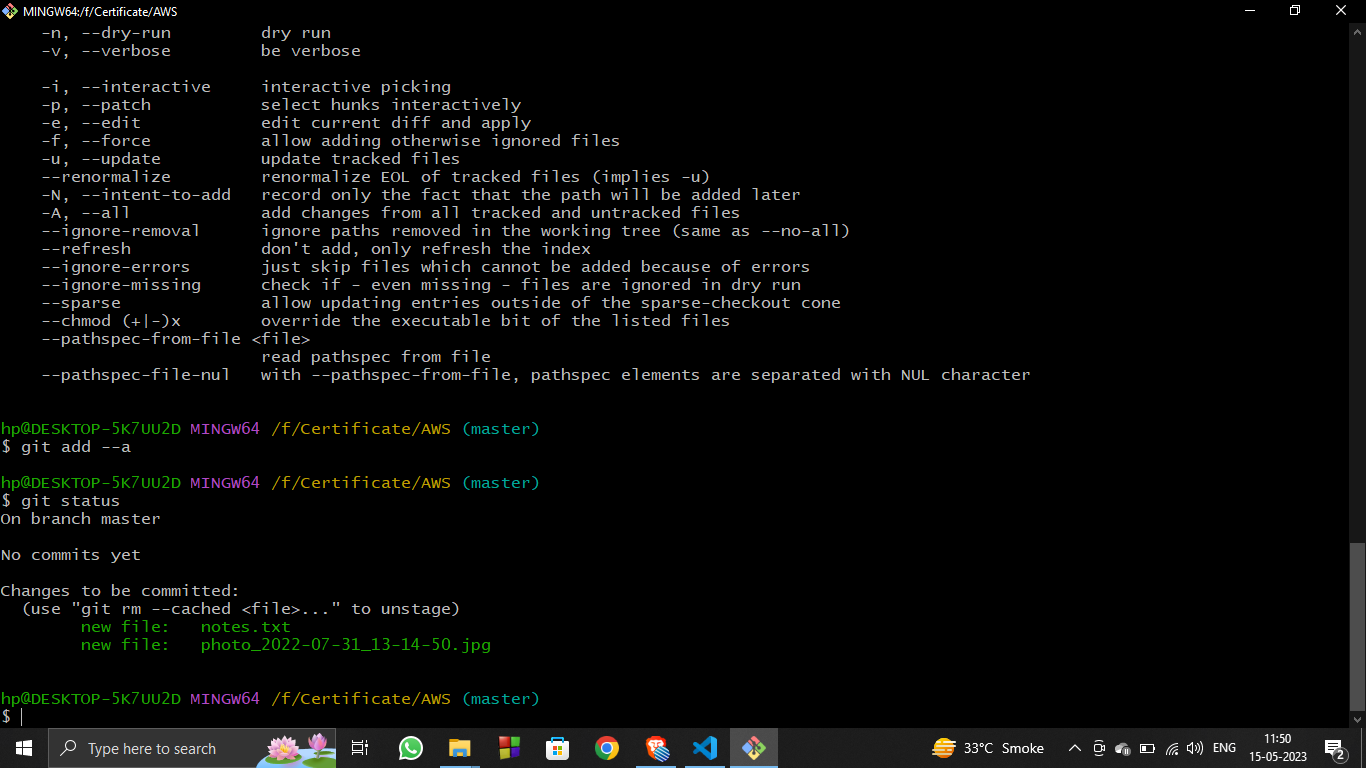 MINGW64:/f/Certificate/AWS
-n, --dry-run dry run
-v, --verbose be verbose
-i, --interactive interactive picking
-p, --patch select hunks interactively
-e, --edit edit current diff and apply
-f, --force allow adding otherwise ignored files
-u, --update update tracked files
--renormalize renormalize EOL of tracked files (implies -u)
-N, --intent-to-add record only the fact that the path will be added later
-A, --all add changes from all tracked and untracked files
--ignore-removal ignore paths removed in the working tree (same as --no-all)
--refresh don't add, only refresh the index
--ignore-errors just skip files which cannot be added because of errors
--ignore-missing check if - even missing - files are ignored in dry run
--sparse allow updating entries outside of the sparse-checkout cone
--chmod (+|-)x override the executable bit of the listed files
--pathspec-from-file <file>
read pathspec from file
--pathspec-file-nul with --pathspec-from-file, pathspec elements are separated with NUL character
hp@DESKTOP-5K7UU2D MINGW64 /f/Certificate/AWS (master)
$ git add --a
hp@DESKTOP-5K7UU2D MINGW64 /f/Certificate/AWS (master)
$ git status
On branch master
No commits yet
Changes to be committed:
(use "git rm --cached <file>..." to unstage)
new file: notes.txt
new file: photo_2022-07-31_13-14-50.jpg
hp@DESKTOP-5K7UU2D MINGW64 /f/Certificate/AWS (master)
$
Type here to search
33°C Smoke
ENG
11:50
15-05-2023
2